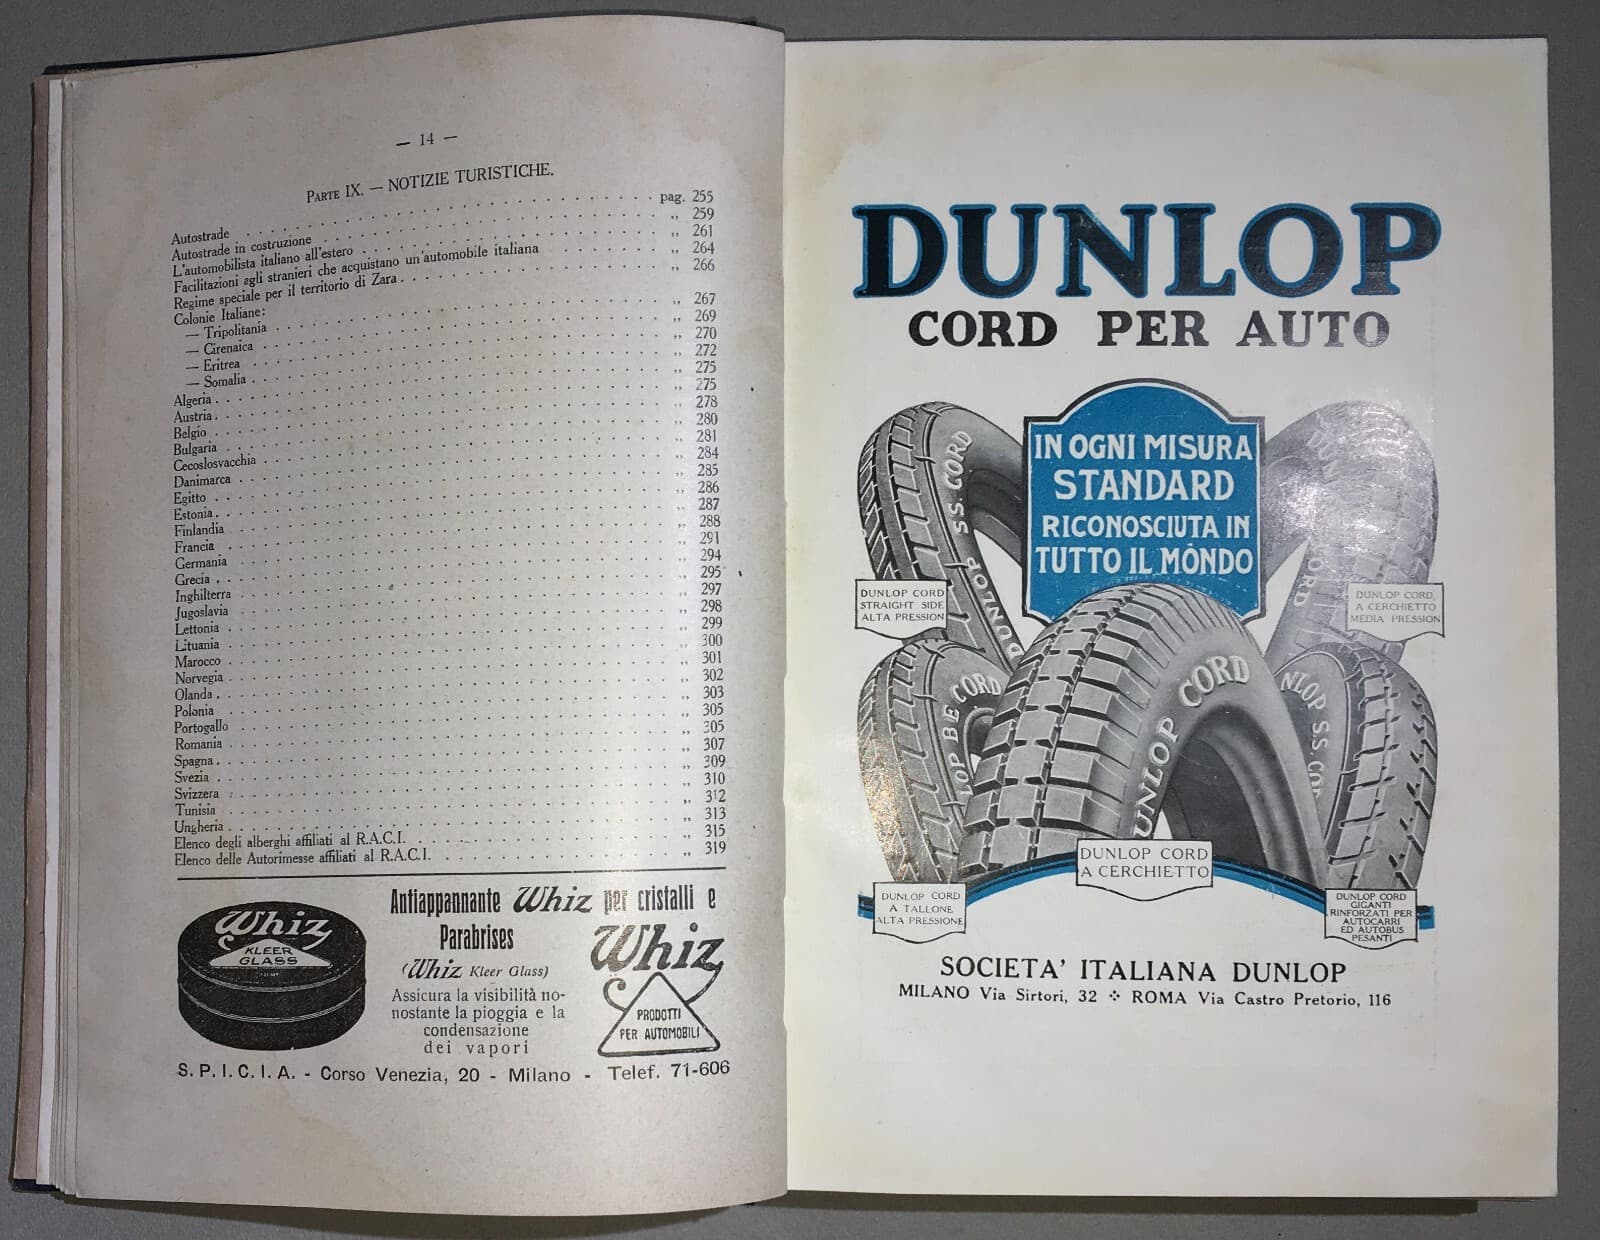 — 14 —
PARTE IX. — NOTIZIE TURISTICHE.
Autostrade . . . . . pag. 255
Autostrade in costruzione . . . . . „ 259
L'automobilista italiano all'estero . . . . . „ 261
Facilitazioni agli stranieri che acquistano un'automobile italiana . . . . . „ 264
Regime speciale per il territorio di Zara . . . . . „ 266
Colonie Italiane:
— Tripolitania . . . . . „ 267
— Cirenaica . . . . . „ 269
— Eritrea . . . . . „ 270
— Somalia . . . . . „ 272
Algeria . . . . . „ 275
Austria . . . . . „ 275
Belgio . . . . . „ 278
Bulgaria . . . . . „ 280
Cecoslosvacchia . . . . . „ 281
Danimarca . . . . . „ 284
Egitto . . . . . „ 285
Estonia . . . . . „ 286
Finlandia . . . . . „ 287
Francia . . . . . „ 288
Germania . . . . . „ 291
Grecia . . . . . „ 294
Inghilterra . . . . . „ 295
Jugoslavia . . . . . „ 297
Lettonia . . . . . „ 298
Lituania . . . . . „ 299
Marocco . . . . . „ 300
Norvegia . . . . . „ 301
Olanda . . . . . „ 302
Polonia . . . . . „ 303
Portogallo . . . . . „ 305
Romania . . . . . „ 305
Spagna . . . . . „ 307
Svezia . . . . . „ 309
Svizzera . . . . . „ 310
Tunisia . . . . . „ 312
Ungheria . . . . . „ 313
Elenco degli alberghi affiliati al R.A.C.I. . . . . . „ 315
Elenco delle Autorimesse affiliati al R.A.C.I. . . . . . „ 319
Whiz
KLEER
GLASS
Antiappannante Whiz per cristalli e
Parabrises
(Whiz Kleer Glass)
Assicura la visibilità no-
nostante la pioggia e la
condensazione
dei vapori
Whiz
PRODOTTI
PER AUTOMOBILI
S.P.I.C.I.A. - Corso Venezia, 20 - Milano - Telef. 71-606
DUNLOP
CORD PER AUTO
IN OGNI MISURA
STANDARD
RICONOSCIUTA IN
TUTTO IL MONDO
DUNLOP S.S. CORD
DUNLOP CORD
STRAIGHT SIDE
ALTA PRESSION
DUNLOP CORD
A CERCHIETTO
MEDIA PRESSION
LOP BE CORD
DUNLOP CORD
NLOP S.S. COR
DUNLOP CORD
A CERCHIETTO
DUNLOP CORD
A TALLONE
ALTA PRESSIONE
DUNLOP CORD
GIGANTI
RINFORZATI PER
AUTOCARRI
ED AUTOBUS
PESANTI
SOCIETA' ITALIANA DUNLOP
MILANO Via Sirtori, 32 ⁘ ROMA Via Castro Pretorio, 116